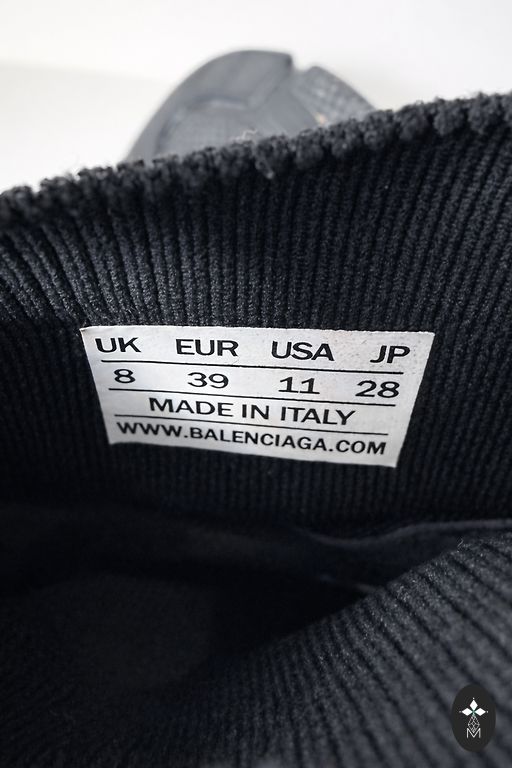 UK EUR USA JP
8 39 11 28
MADE IN ITALY
WWW.BALENCIAGA.COM
M